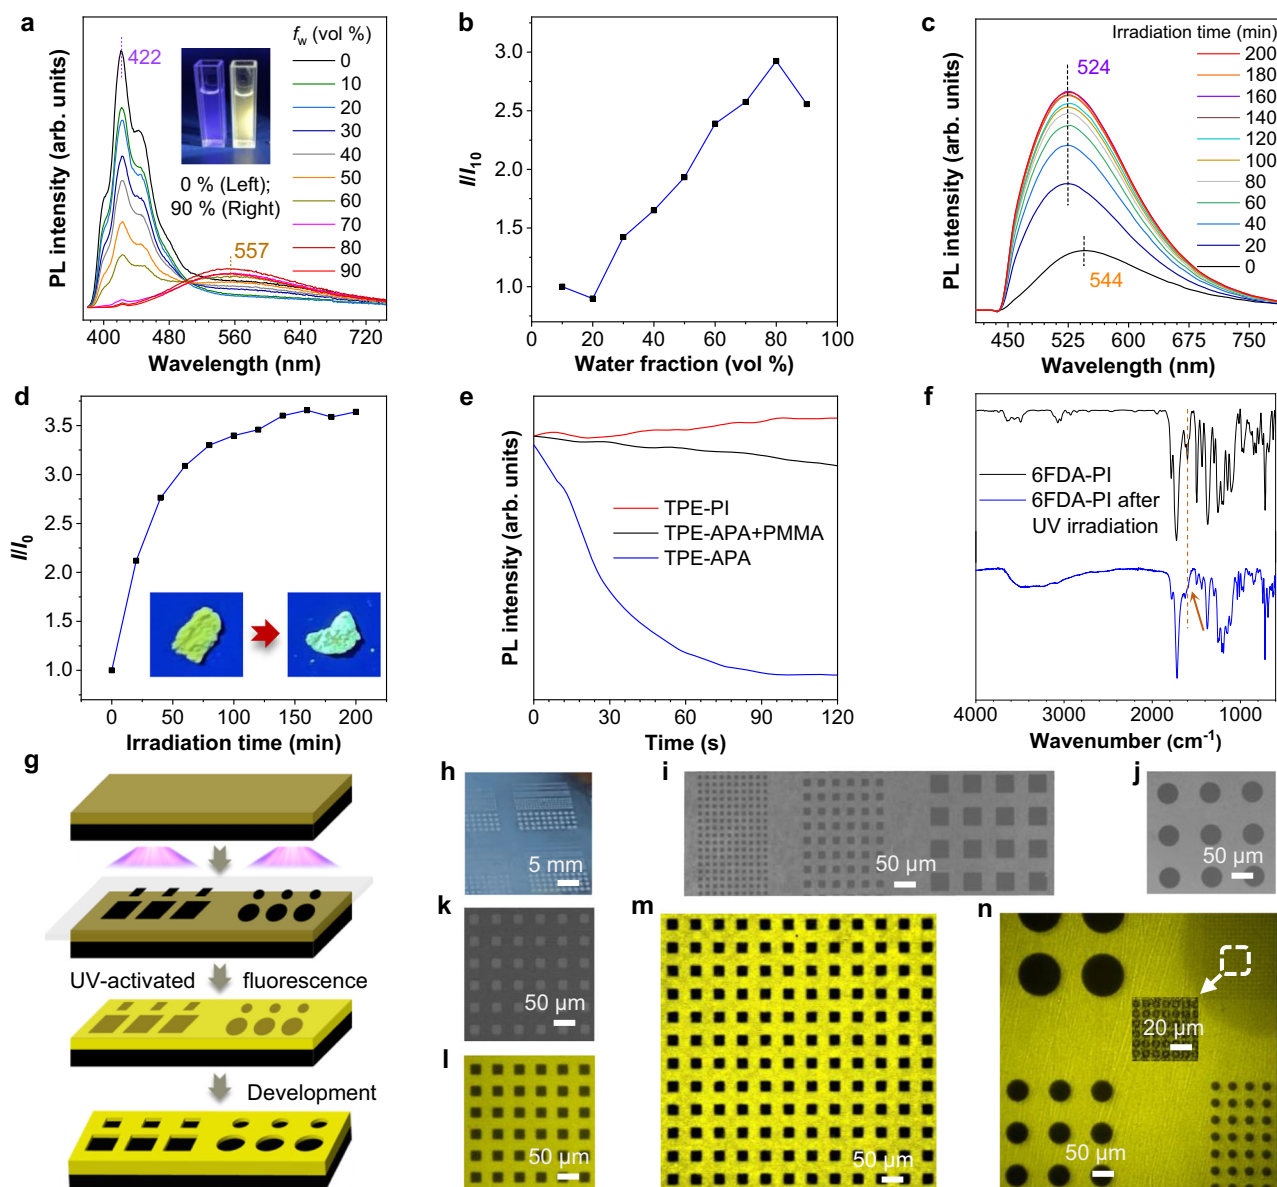 a
f_w (vol %)
422
0
10
20
30
40
50
60
70
80
90
0 % (Left);
90 % (Right)
557
PL intensity (arb. units)
400 480 560 640 720
Wavelength (nm)
b
3.0
2.5
2.0
1.5
1.0
I/I_10
0 20 40 60 80 100
Water fraction (vol %)
c
Irradiation time (min)
524
200
180
160
140
120
100
80
60
40
20
0
544
PL intensity (arb. units)
450 525 600 675 750
Wavelength (nm)
d
3.5
3.0
2.5
2.0
1.5
1.0
I/I_0
0 50 100 150 200
Irradiation time (min)
e
PL intensity (arb. units)
TPE-PI
TPE-APA+PMMA
TPE-APA
0 30 60 90 120
Time (s)
f
6FDA-PI
6FDA-PI after
UV irradiation
4000 3000 2000 1000
Wavenumber (cm⁻¹)
g
UV-activated fluorescence
Development
h
5 mm
i
50 µm
j
50 µm
k
50 µm
l
50 µm
m
50 µm
n
20 µm
50 µm